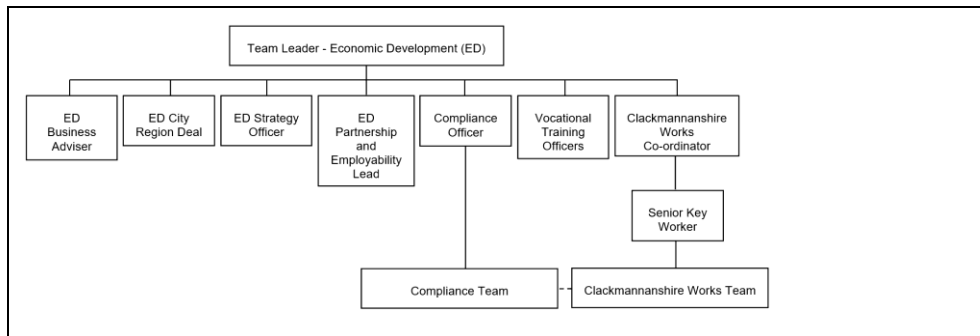 Team Leader - Economic Development (ED)
ED
Business
Adviser
ED City
Region Deal
ED Strategy
Officer
ED
Partnership
and
Employability
Lead
Compliance
Officer
Vocational
Training
Officers
Clackmannanshire
Works
Co-ordinator
Senior Key
Worker
Compliance Team
Clackmannanshire Works Team